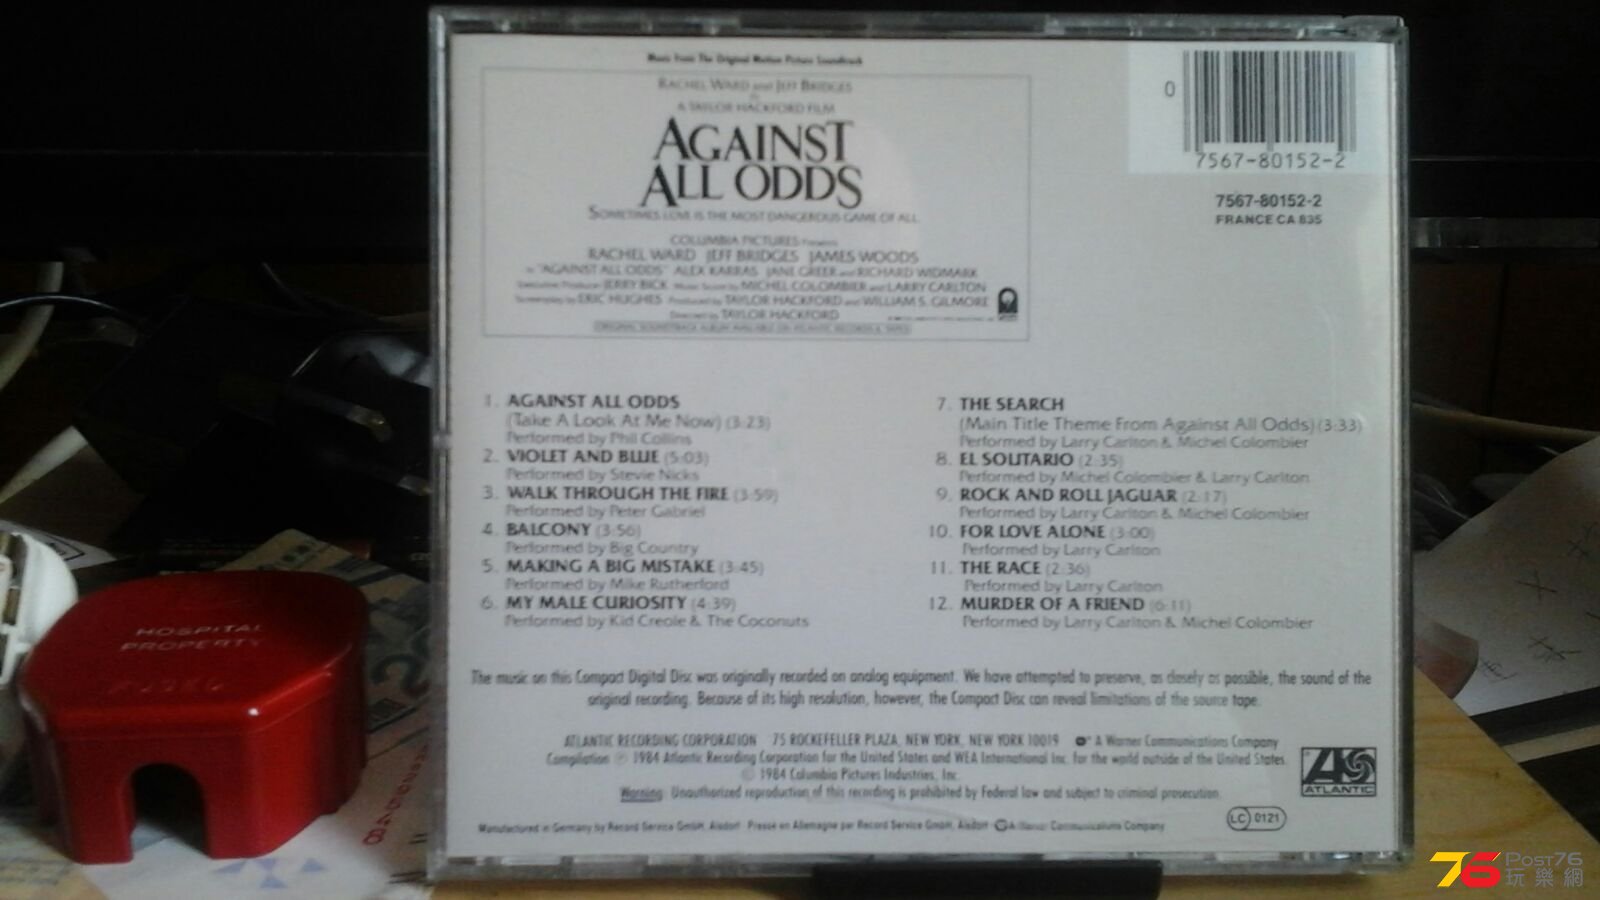 Music From The Original Motion Picture Soundtrack
RACHEL WARD and JEFF BRIDGES
in
A TAYLOR HACKFORD FILM
AGAINST
ALL ODDS
SOMETIMES LOVE IS THE MOST DANGEROUS GAME OF ALL
COLUMBIA PICTURES Presents
RACHEL WARD JEFF BRIDGES JAMES WOODS
in "AGAINST ALL ODDS" ALEX KARRAS JANE GREER and RICHARD WIDMARK
Executive Producer JERRY BICK Music Score by MICHEL COLOMBIER and LARRY CARLTON
Screenplay by ERIC HUGHES Produced by TAYLOR HACKFORD and WILLIAM S. GILMORE
Directed by TAYLOR HACKFORD
ORIGINAL SOUNDTRACK ALBUM AVAILABLE ON ATLANTIC RECORDS & TAPES
0
7567-80152-2
7567-80152-2
FRANCE CA 835
1. AGAINST ALL ODDS
(Take A Look At Me Now) (3:23)
Performed by Phil Collins
2. VIOLET AND BLUE (5:03)
Performed by Stevie Nicks
3. WALK THROUGH THE FIRE (3:59)
Performed by Peter Gabriel
4. BALCONY (3:56)
Performed by Big Country
5. MAKING A BIG MISTAKE (3:45)
Performed by Mike Rutherford
6. MY MALE CURIOSITY (4:39)
Performed by Kid Creole & The Coconuts
7. THE SEARCH
(Main Title Theme From Against All Odds) (3:33)
Performed by Larry Carlton & Michel Colombier
8. EL SOLITARIO (2:35)
Performed by Michel Colombier & Larry Carlton
9. ROCK AND ROLL JAGUAR (2:17)
Performed by Larry Carlton & Michel Colombier
10. FOR LOVE ALONE (3:00)
Performed by Larry Carlton
11. THE RACE (2:36)
Performed by Larry Carlton
12. MURDER OF A FRIEND (6:11)
Performed by Larry Carlton & Michel Colombier
The music on this Compact Digital Disc was originally recorded on analog equipment. We have attempted to preserve, as closely as possible, the sound of the
original recording. Because of its high resolution, however, the Compact Disc can reveal limitations of the source tape.
ATLANTIC RECORDING CORPORATION 75 ROCKEFELLER PLAZA, NEW YORK, NEW YORK 10019 A Warner Communications Company
Compilation ℗ 1984 Atlantic Recording Corporation for the United States and WEA International Inc. for the world outside of the United States.
© 1984 Columbia Pictures Industries, Inc.
Warning: Unauthorized reproduction of this recording is prohibited by Federal law and subject to criminal prosecution.
ATLANTIC
Manufactured in Germany by Record Service GmbH, Alsdorf · Pressé en Allemagne par Record Service GmbH, Alsdorf · A Warner Communications Company
LC 0121
HOSPITAL
PROPERTY
76 Post76
玩樂網